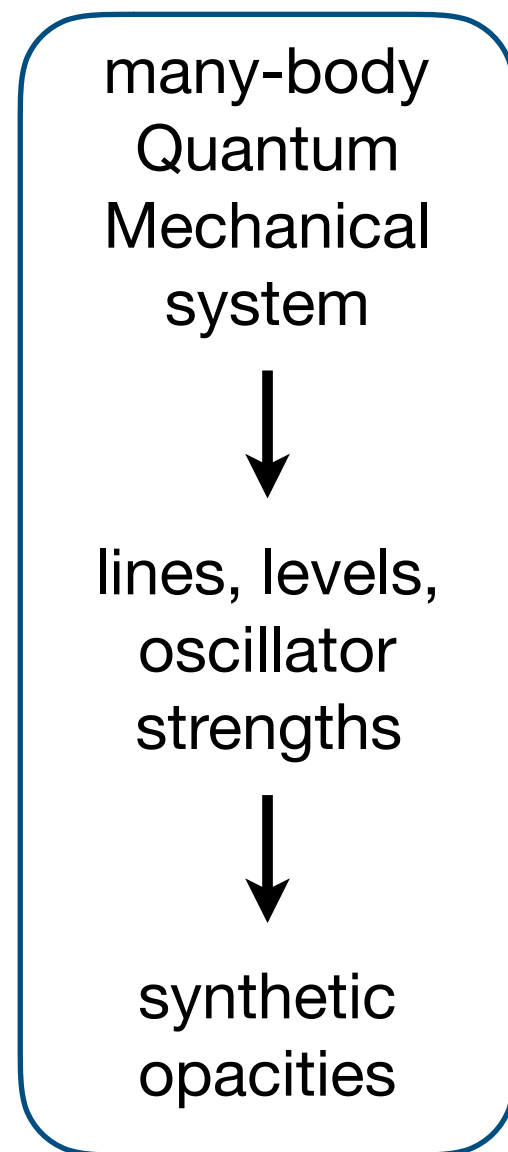 many-body
Quantum
Mechanical
system
lines, levels,
oscillator
strengths
synthetic
opacities